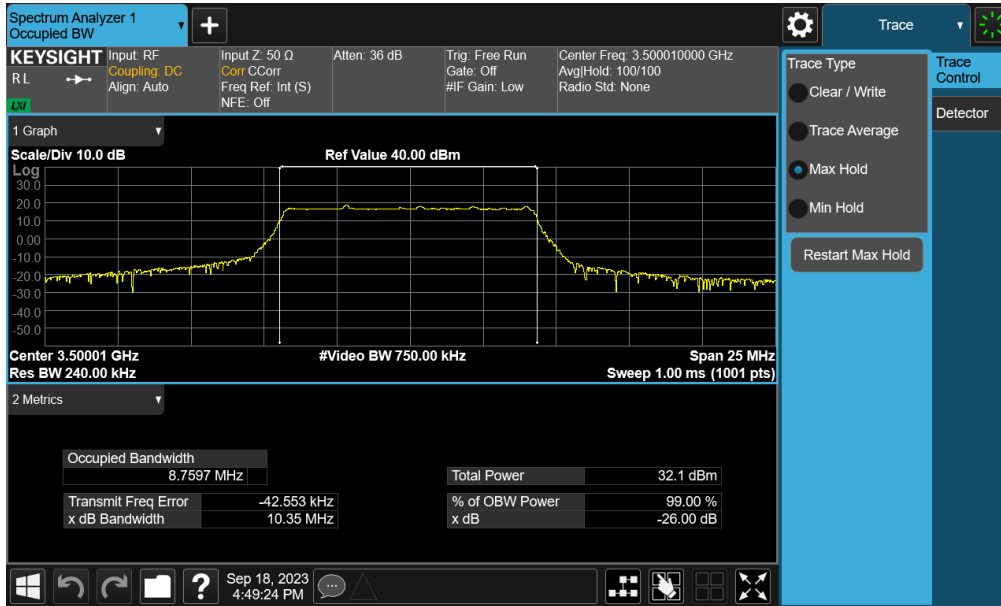 Spectrum Analyzer 1
Occupied BW
+
Trace
KEYSIGHT
RL
LXI
Input: RF
Coupling: DC
Align: Auto
Input Z: 50 Ω
Corr CCorr
Freq Ref: Int (S)
NFE: Off
Atten: 36 dB
Trig: Free Run
Gate: Off
#IF Gain: Low
Center Freq: 3.500010000 GHz
Avg|Hold: 100/100
Radio Std: None
Trace Type
Clear / Write
Trace Average
Max Hold
Min Hold
Restart Max Hold
Trace
Control
Detector
1 Graph
Scale/Div 10.0 dB
Ref Value 40.00 dBm
Log
30.0
20.0
10.0
0.00
-10.0
-20.0
-30.0
-40.0
-50.0
Center 3.50001 GHz
#Video BW 750.00 kHz
Span 25 MHz
Res BW 240.00 kHz
Sweep 1.00 ms (1001 pts)
2 Metrics
Occupied Bandwidth
8.7597 MHz
Total Power 32.1 dBm
Transmit Freq Error -42.553 kHz
% of OBW Power 99.00 %
x dB Bandwidth 10.35 MHz
x dB -26.00 dB
?
Sep 18, 2023
4:49:24 PM